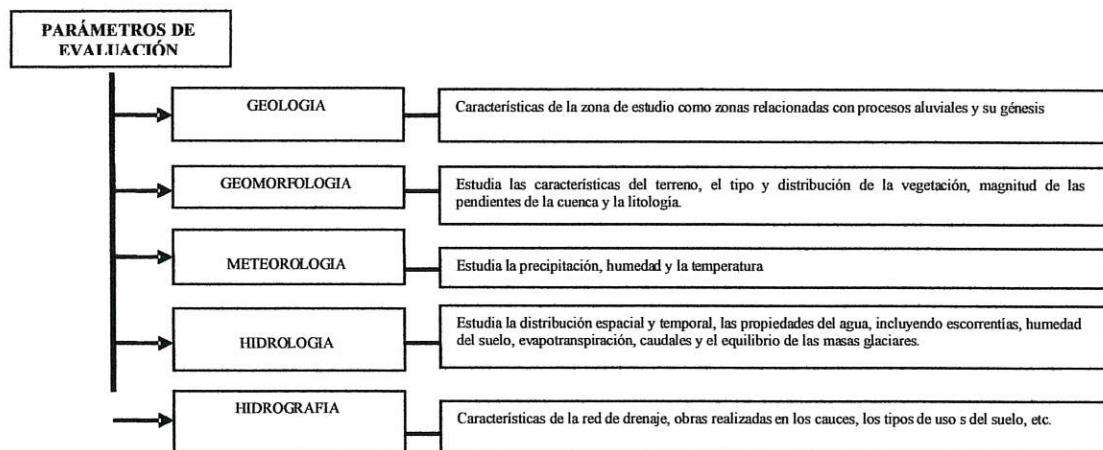 PARÁMETROS DE
EVALUACIÓN
GEOLOGIA
Características de la zona de estudio como zonas relacionadas con procesos aluviales y su génesis
GEOMORFOLOGIA
Estudia las características del terreno, el tipo y distribución de la vegetación, magnitud de las
pendientes de la cuenca y la litología.
METEOROLOGIA
Estudia la precipitación, humedad y la temperatura
HIDROLOGIA
Estudia la distribución espacial y temporal, las propiedades del agua, incluyendo escorrentías, humedad
del suelo, evapotranspiración, caudales y el equilibrio de las masas glaciares.
HIDROGRAFIA
Características de la red de drenaje, obras realizadas en los cauces, los tipos de uso s del suelo, etc.